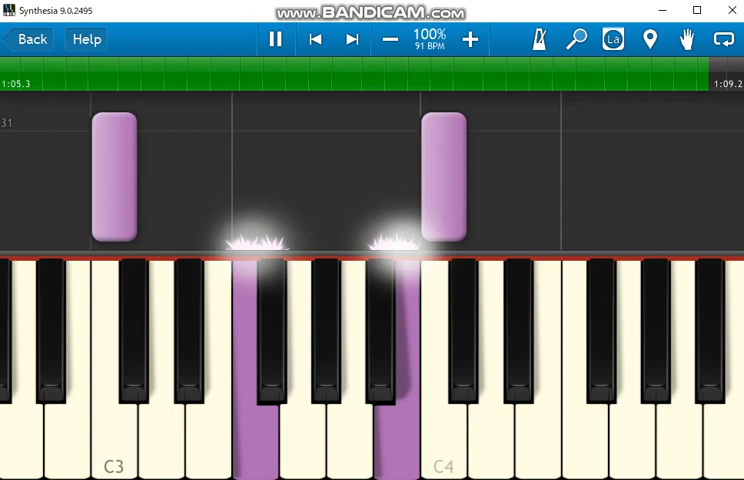 Synthesia 9.0.2495
www.BANDICAM.com
Back
Help
100%
91 BPM
La
1:05.3
1:09.2
31
C3
C4